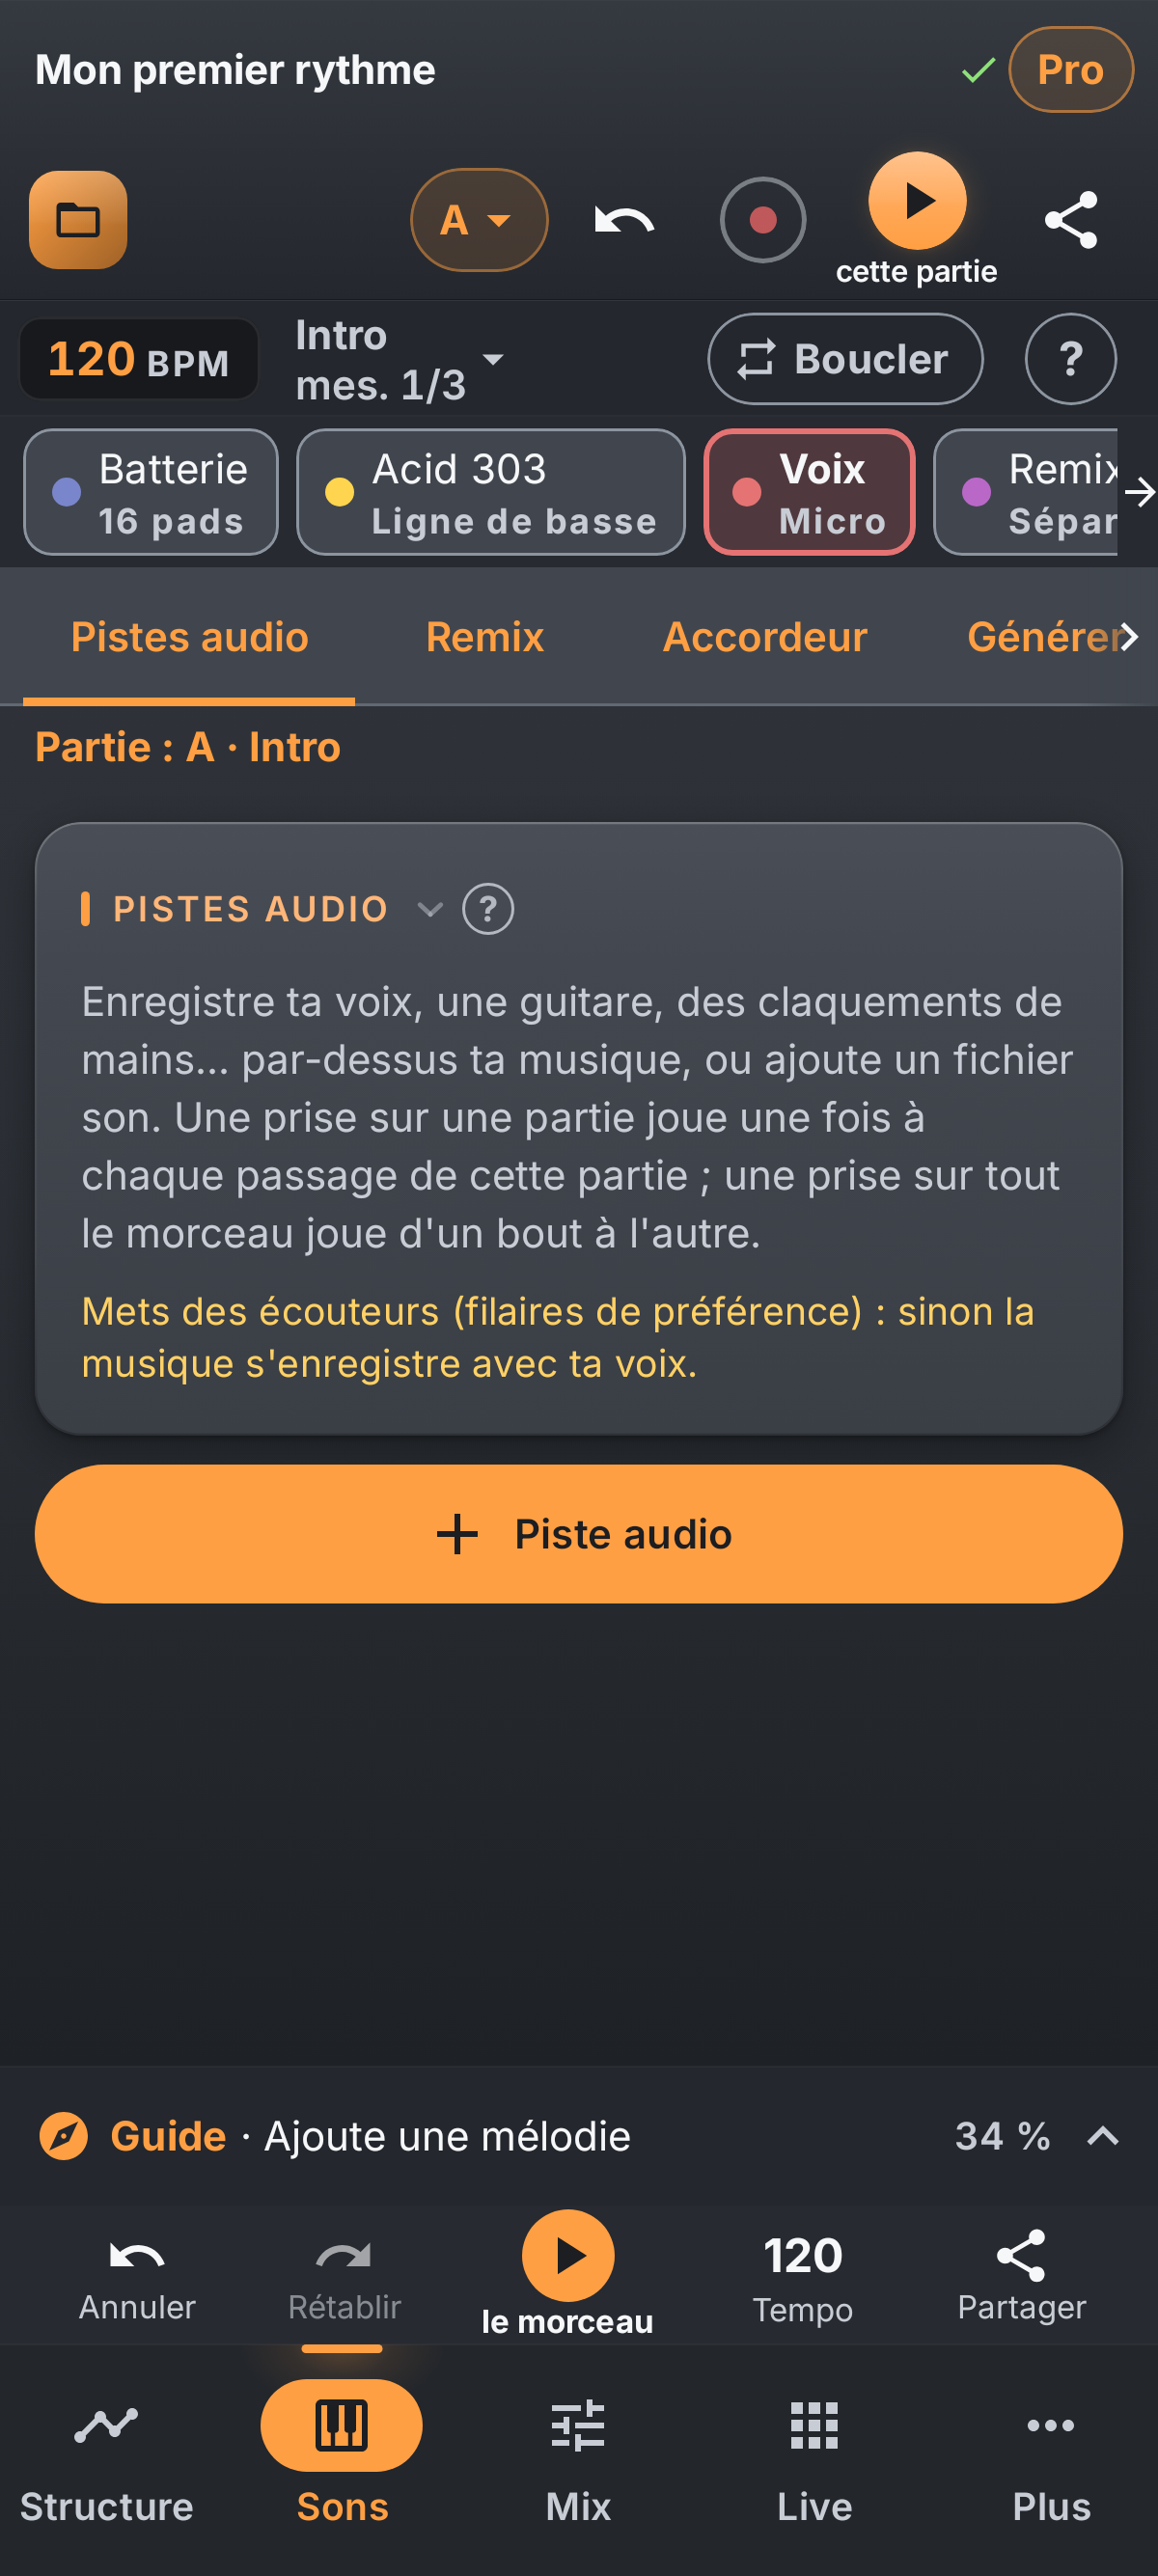 Mon premier rythme
Pro
A
cette partie
120 BPM
Intro
mes. 1/3
Boucler
?
Batterie
16 pads
Acid 303
Ligne de basse
Voix
Micro
Remix
Sépar
Pistes audio
Remix
Accordeur
Générer
Partie : A · Intro
PISTES AUDIO
?
Enregistre ta voix, une guitare, des claquements de
mains... par-dessus ta musique, ou ajoute un fichier
son. Une prise sur une partie joue une fois à
chaque passage de cette partie ; une prise sur tout
le morceau joue d'un bout à l'autre.
Mets des écouteurs (filaires de préférence) : sinon la
musique s'enregistre avec ta voix.
Piste audio
Guide · Ajoute une mélodie
34 %
Annuler
Rétablir
le morceau
120
Tempo
Partager
Structure
Sons
Mix
Live
Plus